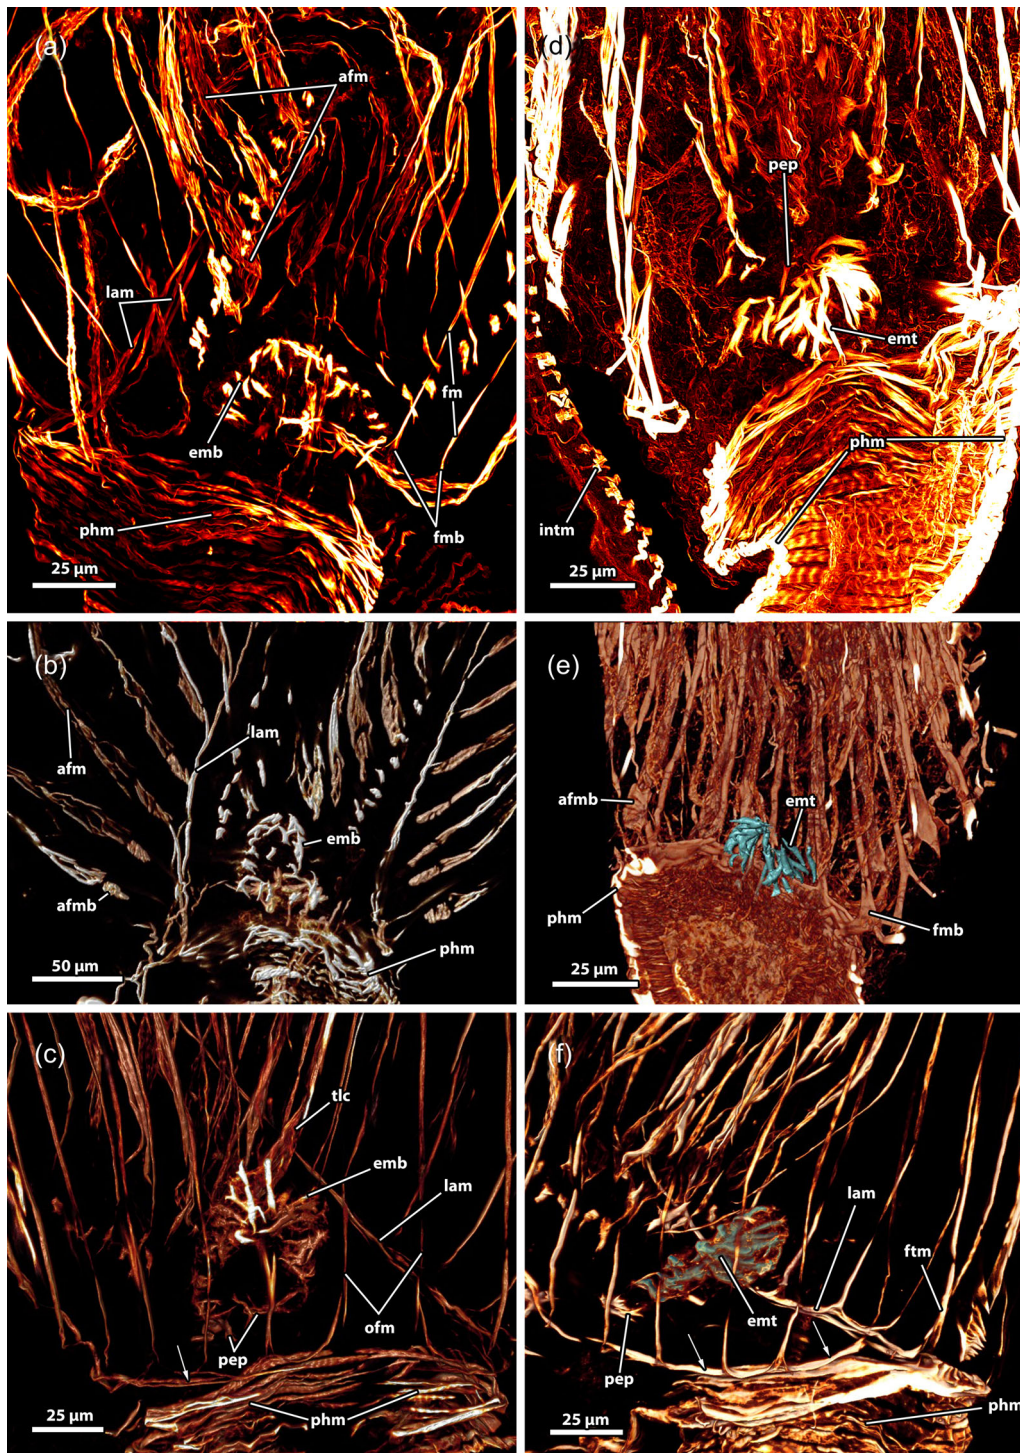 (a)
afm
lam
emb
fm
phm
fmb
25 μm
(d)
pep
emt
phm
intm
25 μm
(b)
afm
lam
emb
afmb
phm
50 μm
(e)
afmb
emt
phm
fmb
25 μm
(c)
tlc
emb
lam
ofm
pep
phm
25 μm
(f)
lam
ftm
emt
pep
phm
25 μm